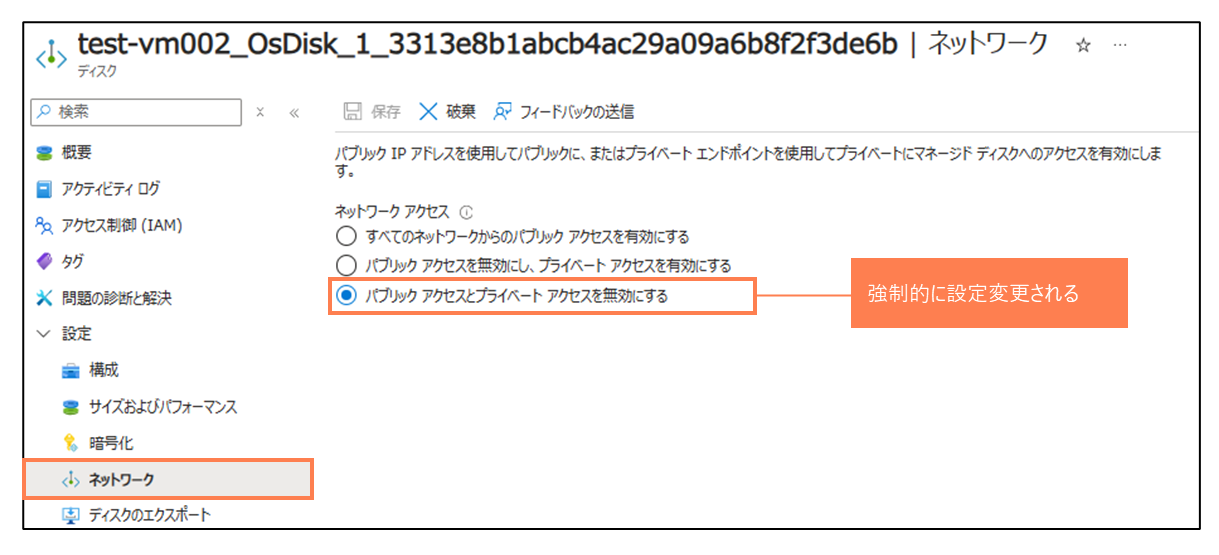 test-vm002_OsDisk_1_3313e8b1abcb4ac29a09a6b8f2f3de6b | ネットワーク ☆ …
ディスク
検索
保存 破棄 フィードバックの送信
概要
アクティビティ ログ
アクセス制御 (IAM)
タグ
問題の診断と解決
設定
構成
サイズおよびパフォーマンス
暗号化
ネットワーク
ディスクのエクスポート
パブリック IP アドレスを使用してパブリックに、またはプライベート エンドポイントを使用してプライベートにマネージド ディスクへのアクセスを有効にしま
す。
ネットワーク アクセス
すべてのネットワークからのパブリック アクセスを有効にする
パブリック アクセスを無効にし、プライベート アクセスを有効にする
パブリック アクセスとプライベート アクセスを無効にする
強制的に設定変更される